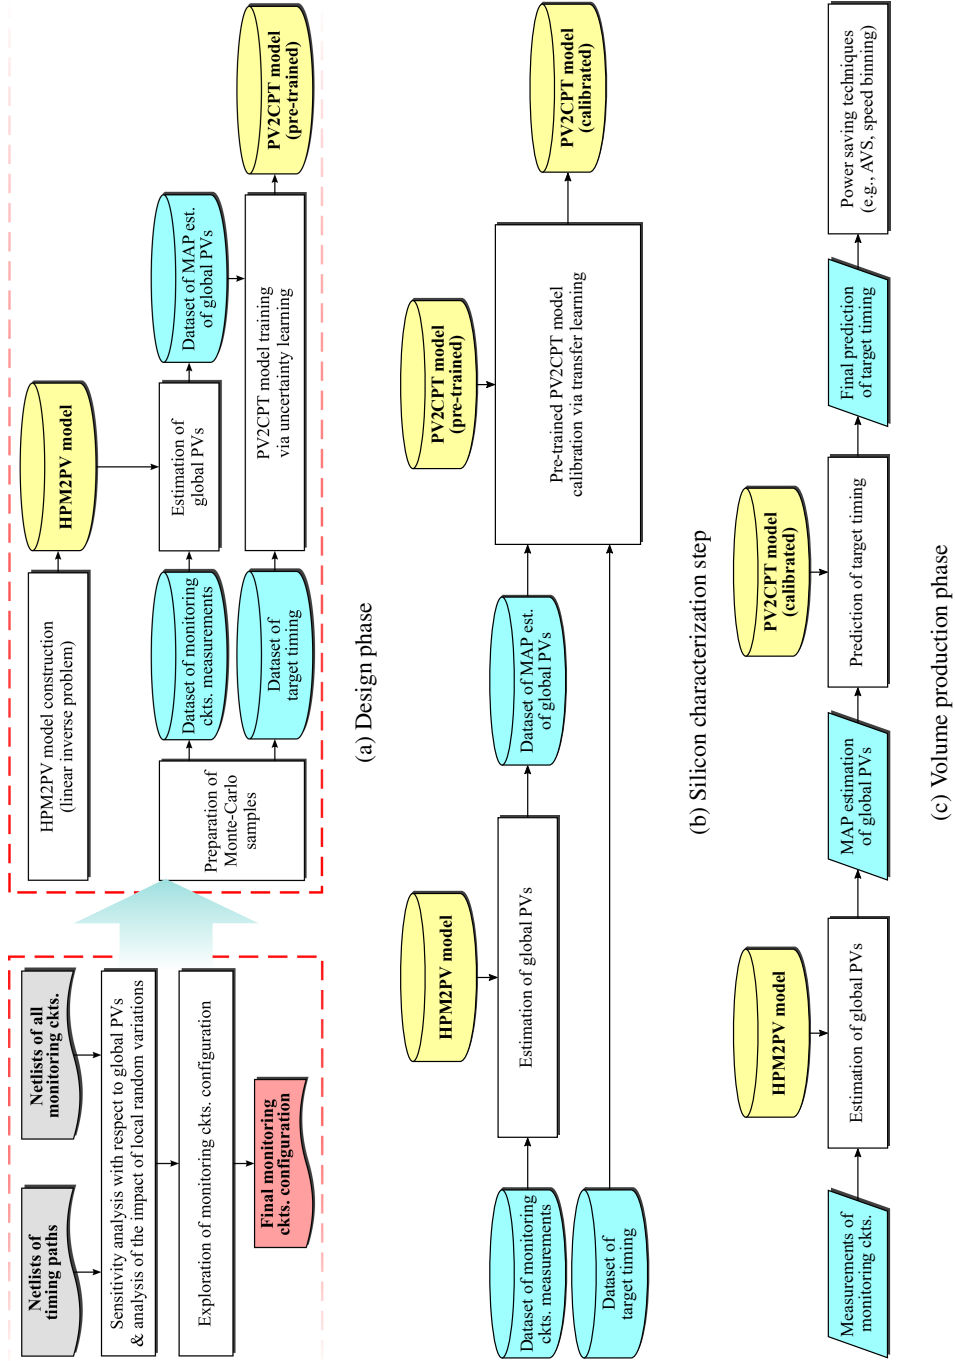 Netlists of
timing paths
Netlists of all
monitoring ckts.
Sensitivity analysis with respect to global PVs
& analysis of the impact of local random variations
Exploration of monitoring ckts. configuration
Final monitoring
ckts. configuration
HPM2PV model construction
(linear inverse problem)
HPM2PV model
Preparation of
Monte-Carlo
samples
Dataset of monitoring
ckts. measurements
Dataset of
target timing
Estimation of
global PVs
Dataset of MAP est.
of global PVs
PV2CPT model training
via uncertainty learning
PV2CPT model
(pre-trained)
(a) Design phase
Dataset of monitoring
ckts. measurements
Dataset of
target timing
HPM2PV model
Estimation of global PVs
Dataset of MAP est.
of global PVs
PV2CPT model
(pre-trained)
Pre-trained PV2CPT model
calibration via transfer learning
PV2CPT model
(calibrated)
(b) Silicon characterization step
Measurements of
monitoring ckts.
HPM2PV model
Estimation of global PVs
MAP estimation
of global PVs
PV2CPT model
(calibrated)
Prediction of target timing
Final prediction
of target timing
Power saving techniques
(e.g., AVS, speed binning)
(c) Volume production phase